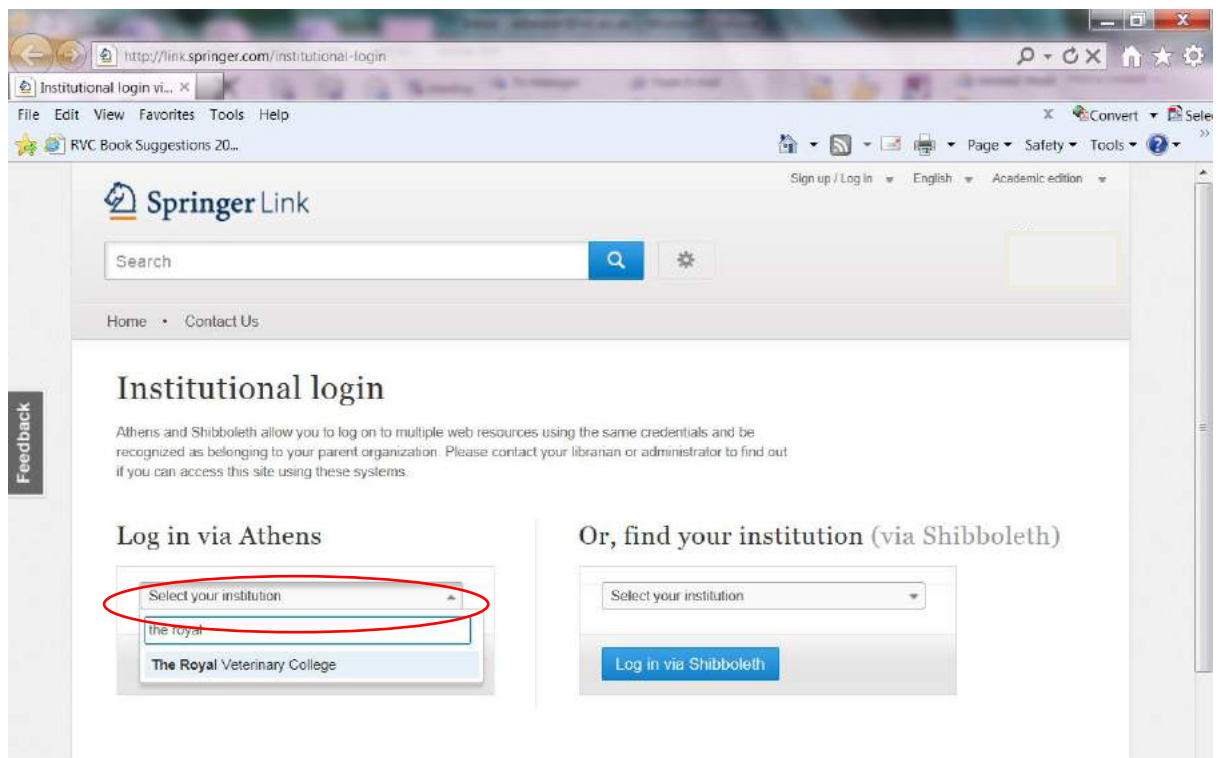 http://link.springer.com/institutional-login
Institutional login vi...
File Edit View Favorites Tools Help
Convert
Sele
RVC Book Suggestions 20...
Page Safety Tools
Sign up / Log in English Academic edition
Springer Link
Search
Home • Contact Us
Feedback
Institutional login
Athens and Shibboleth allow you to log on to multiple web resources using the same credentials and be
recognized as belonging to your parent organization. Please contact your librarian or administrator to find out
if you can access this site using these systems.
Log in via Athens
Select your institution
the royal
The Royal Veterinary College
Or, find your institution (via Shibboleth)
Select your institution
Log in via Shibboleth